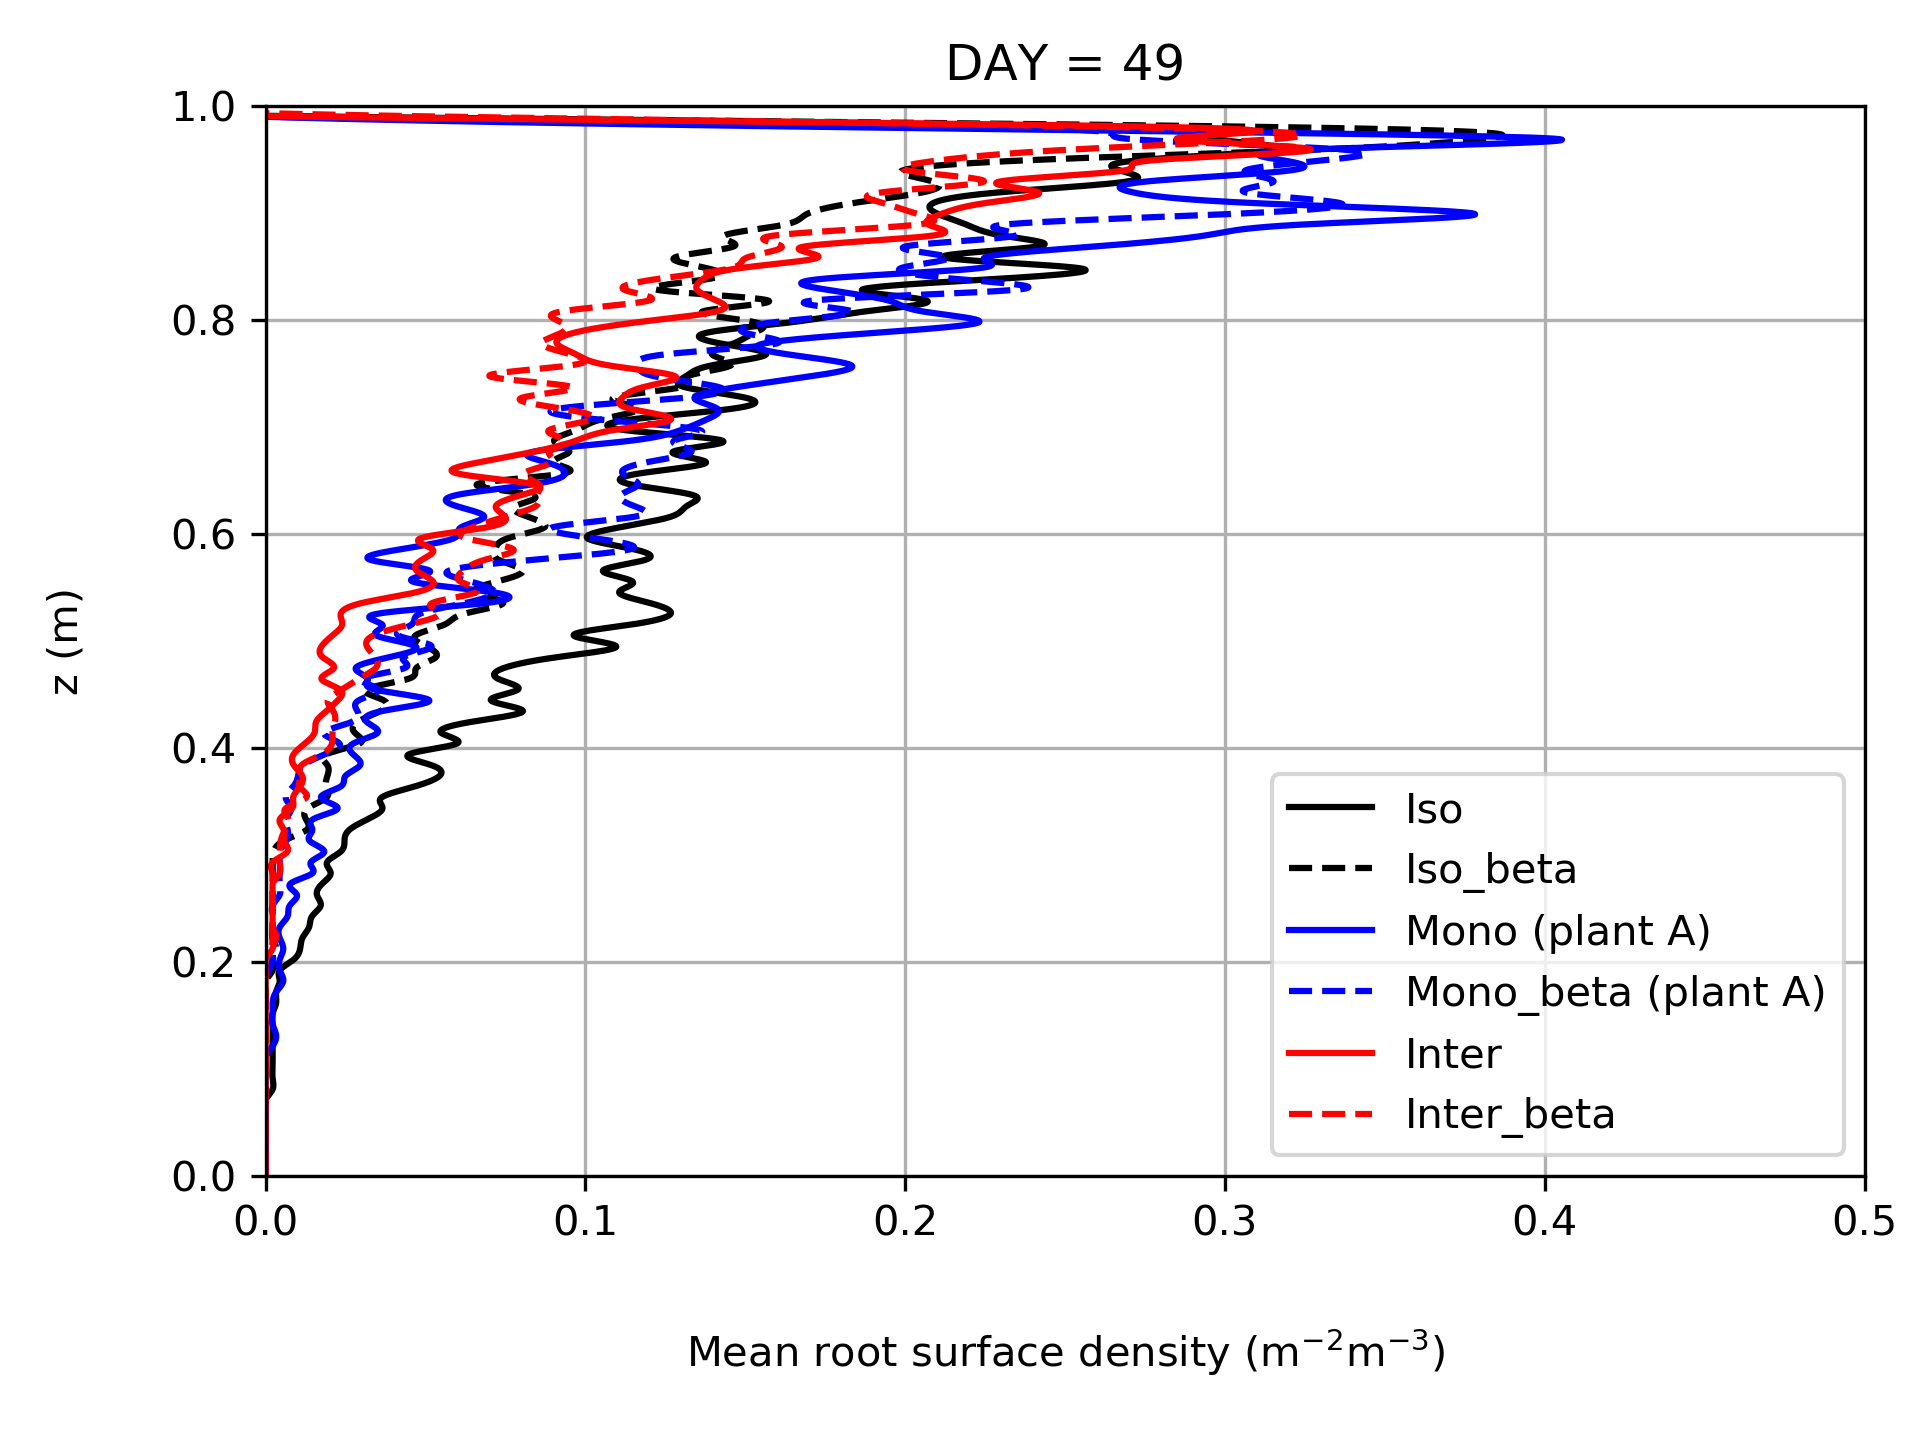 DAY = 49
1.0
0.8
0.6
0.4
0.2
0.0
z (m)
0.0 0.1 0.2 0.3 0.4 0.5
Mean root surface density (m⁻²m⁻³)
Iso
Iso_beta
Mono (plant A)
Mono_beta (plant A)
Inter
Inter_beta